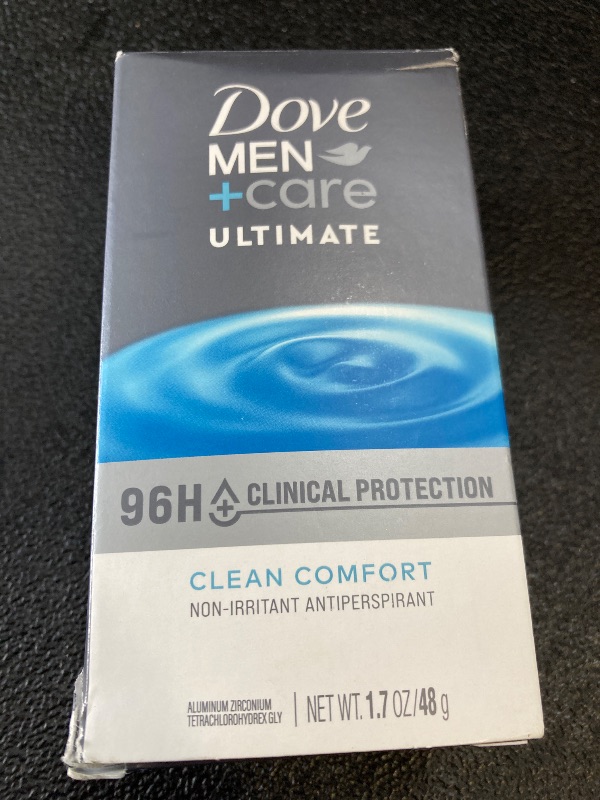 Dove
MEN
+care
ULTIMATE
96H + CLINICAL PROTECTION
CLEAN COMFORT
NON-IRRITANT ANTIPERSPIRANT
ALUMINUM ZIRCONIUM
TETRACHLOROHYDREX GLY
NET WT. 1.7 OZ/48 g